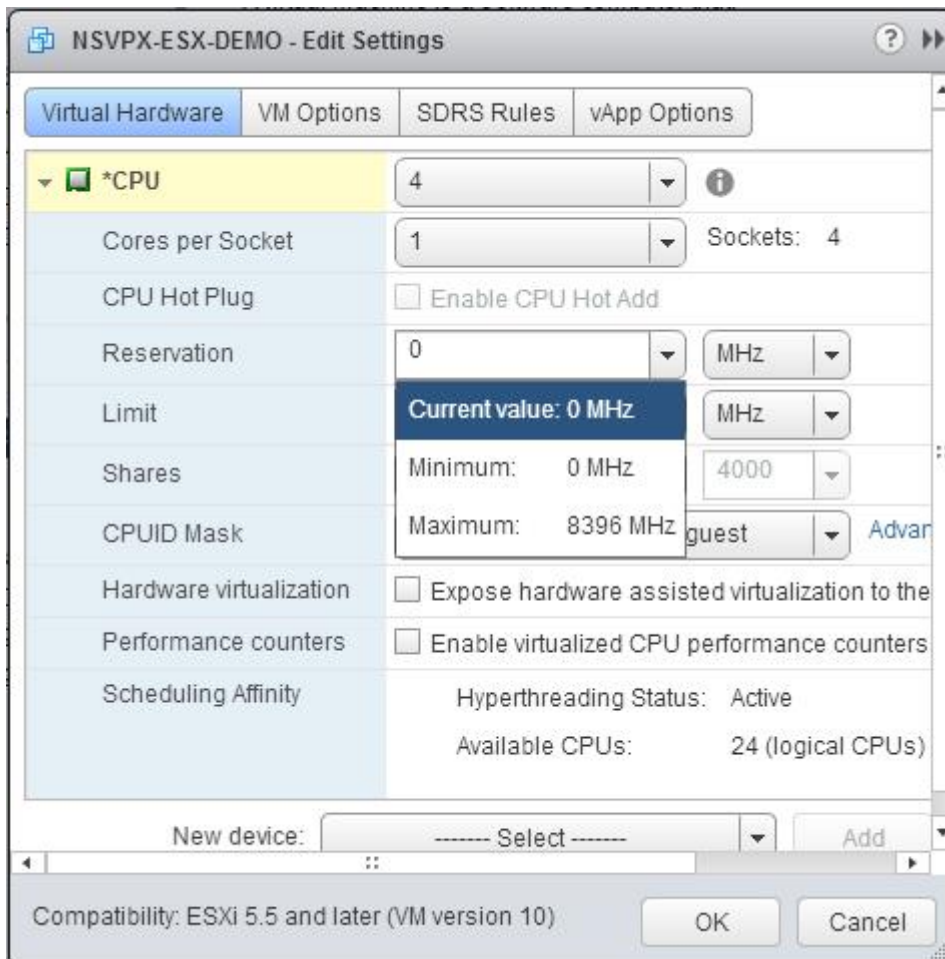 NSVPX-ESX-DEMO - Edit Settings
Virtual Hardware VM Options SDRS Rules vApp Options
*CPU 4
Cores per Socket 1 Sockets: 4
CPU Hot Plug Enable CPU Hot Add
Reservation 0 MHz
Limit Current value: 0 MHz MHz
Shares Minimum: 0 MHz 4000
CPUID Mask Maximum: 8396 MHz guest Advan
Hardware virtualization Expose hardware assisted virtualization to the
Performance counters Enable virtualized CPU performance counters
Scheduling Affinity Hyperthreading Status: Active
Available CPUs: 24 (logical CPUs)
New device: ------- Select ------- Add
Compatibility: ESXi 5.5 and later (VM version 10) OK Cancel